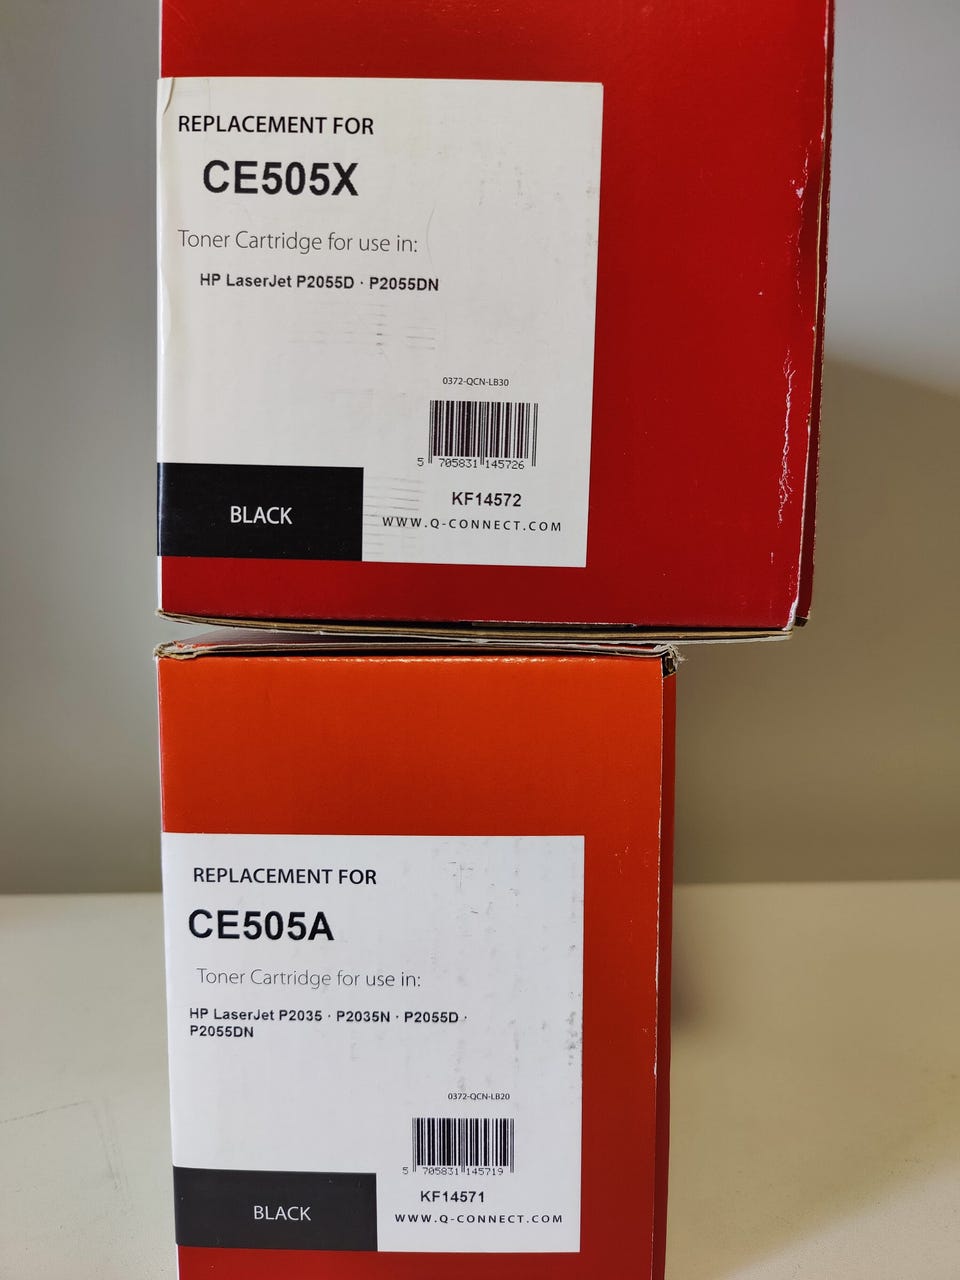 REPLACEMENT FOR
CE505X
Toner Cartridge for use in:
HP LaserJet P2055D · P2055DN
0372-QCN-LB30
5 705831 145726
KF14572
BLACK
WWW.Q-CONNECT.COM
REPLACEMENT FOR
CE505A
Toner Cartridge for use in:
HP LaserJet P2035 · P2035N · P2055D ·
P2055DN
0372-QCN-LB20
5 705831 145719
KF14571
BLACK
WWW.Q-CONNECT.COM